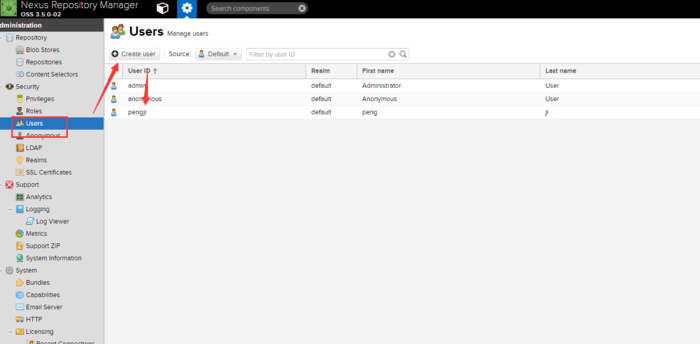 Nexus Repository Manager
OSS 3.5.0-02
Search components
dministration
Repository
Blob Stores
Repositories
Content Selectors
Security
Privileges
Roles
Users
Anonymous
LDAP
Realms
SSL Certificates
Support
Analytics
Logging
Log Viewer
Metrics
Support ZIP
System Information
System
Bundles
Capabilities
Email Server
HTTP
Licensing
Recent Connections
Users Manage users
Create user Source: Default Filter by user ID
User ID Realm First name Last name
admin default Administrator User
anonymous default Anonymous User
pengji default peng ji